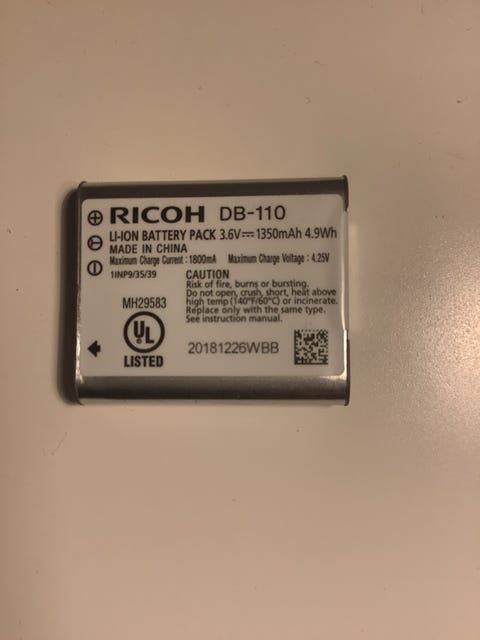 RICOH DB-110
LI-ION BATTERY PACK 3.6V⎓1350mAh 4.9Wh
MADE IN CHINA
Maximum Charge Current : 1800mA Maximum Charge Voltage : 4.25V
1INP9/35/39
CAUTION
Risk of fire, burns or bursting.
Do not open, crush, short, heat above
high temp (140°F/60°C) or incinerate.
Replace only with the same type.
See instruction manual.
MH29583
UL
LISTED
20181226WBB